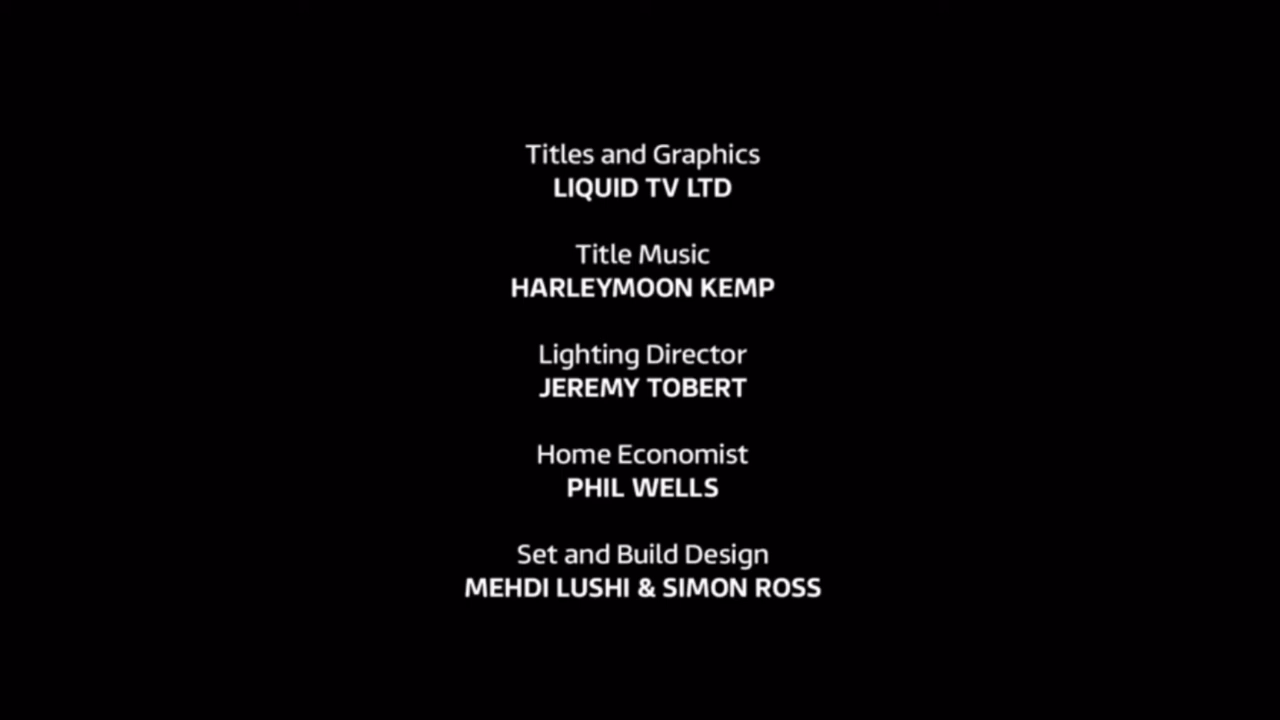 Titles and Graphics
LIQUID TV LTD
Title Music
HARLEYMOON KEMP
Lighting Director
JEREMY TOBERT
Home Economist
PHIL WELLS
Set and Build Design
MEHDI LUSHI & SIMON ROSS